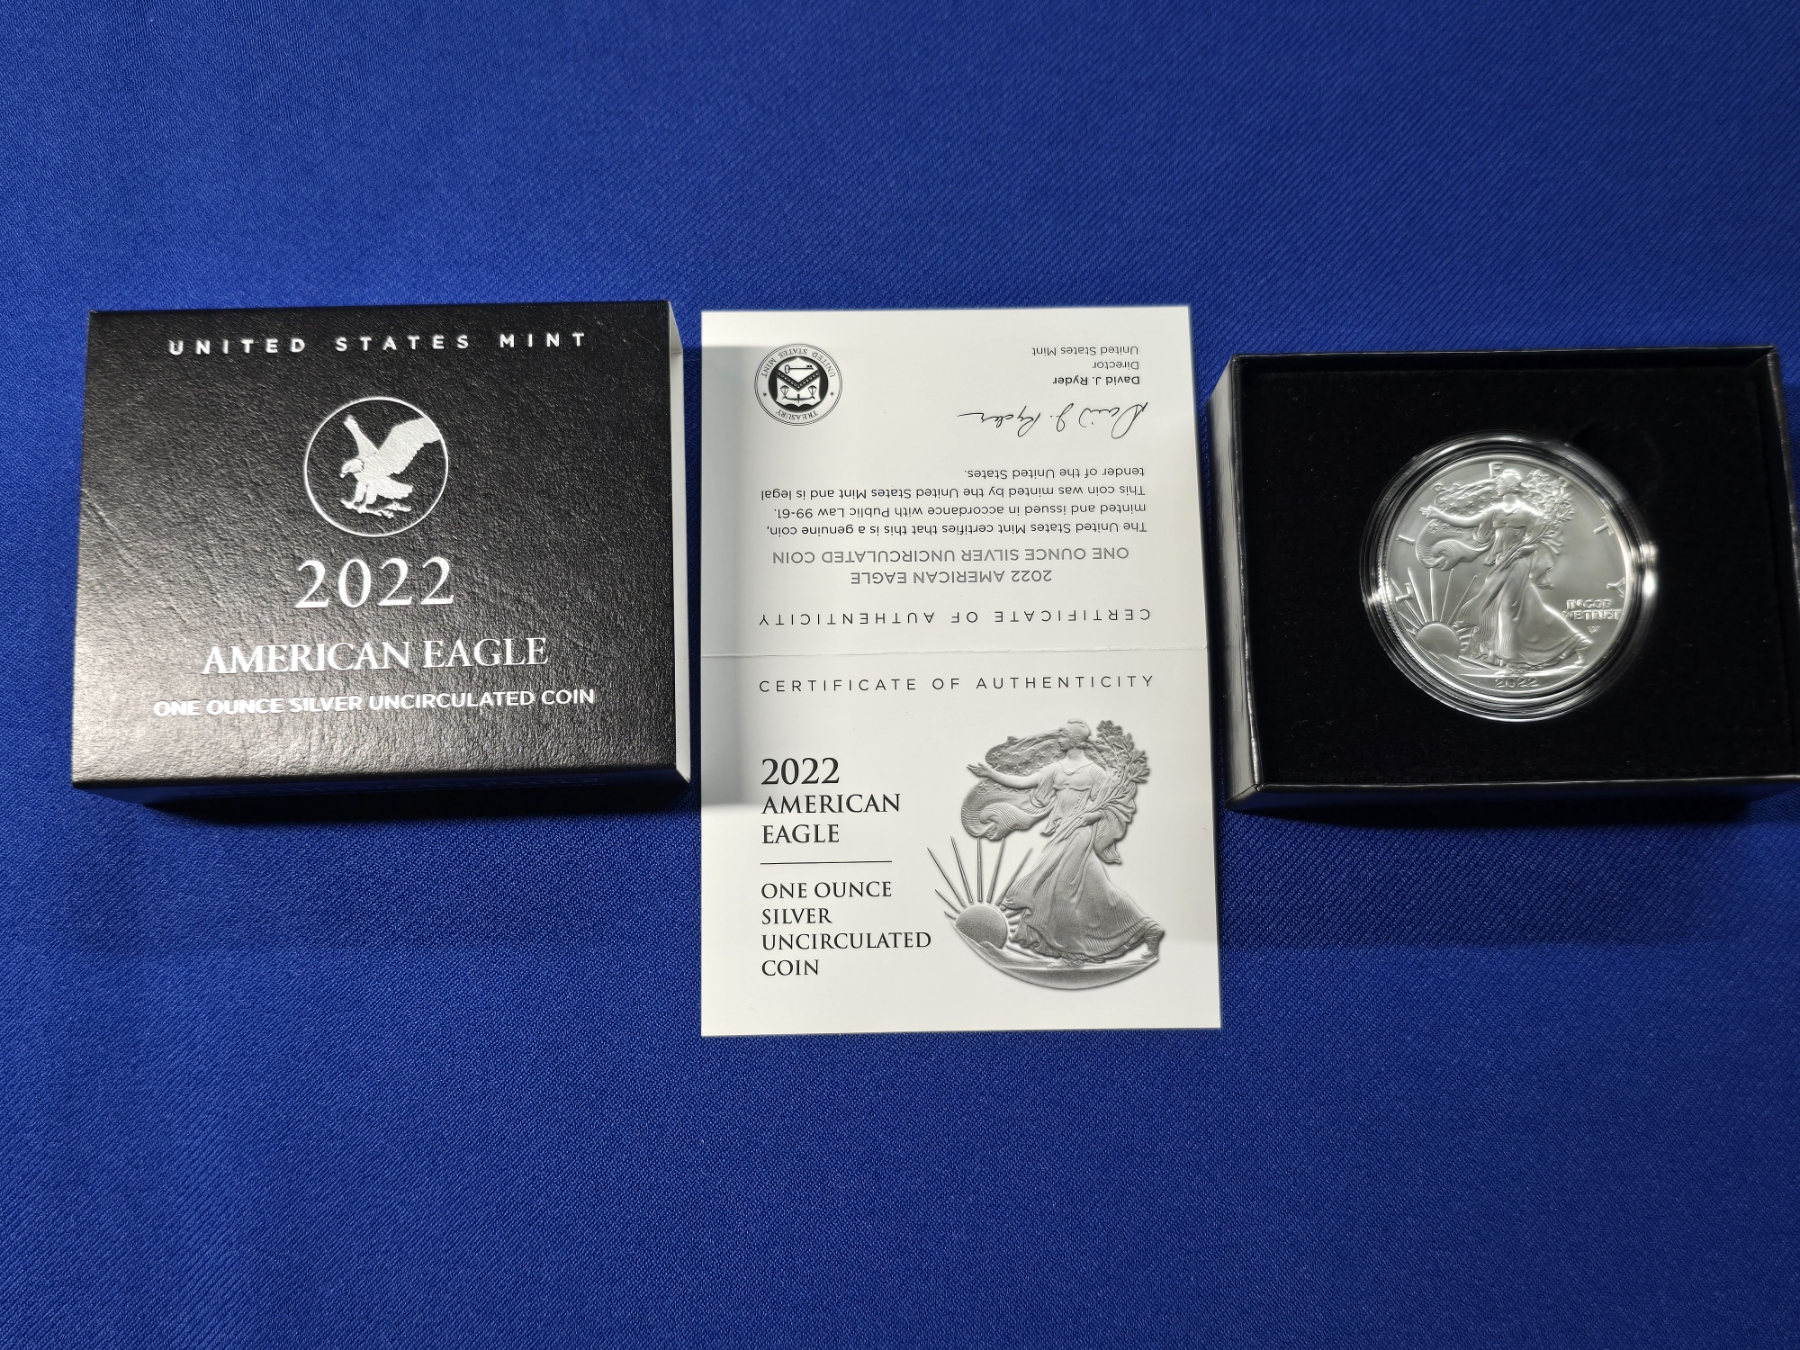 UNITED STATES MINT
2022
AMERICAN EAGLE
ONE OUNCE SILVER UNCIRCULATED COIN
CERTIFICATE OF AUTHENTICITY
2022 AMERICAN EAGLE
ONE OUNCE SILVER UNCIRCULATED COIN
The United States Mint certifies that this is a genuine coin,
minted and issued in accordance with Public Law 99-61.
This coin was minted by the United States Mint and is legal
tender of the United States.
David J. Ryder
David J. Ryder
Director
United States Mint
UNITED STATES MINT
TREASURY
CERTIFICATE OF AUTHENTICITY
2022
AMERICAN
EAGLE
ONE OUNCE
SILVER
UNCIRCULATED
COIN
LIBERTY
IN GOD
WE TRUST
2022